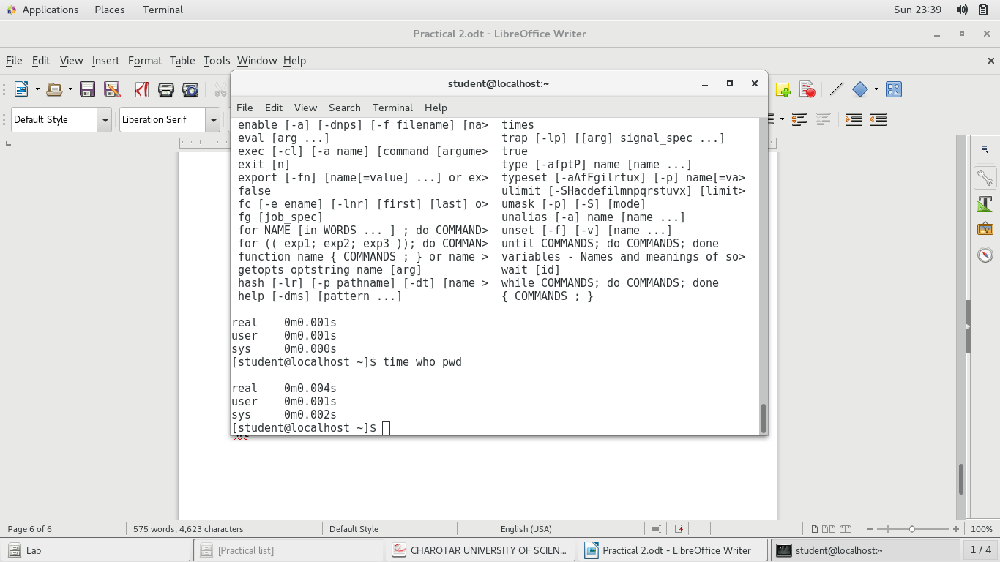 Applications Places Terminal Sun 23:39
Practical 2.odt - LibreOffice Writer
File Edit View Insert Format Table Tools Window Help
Default Style Liberation Serif
student@localhost:~
File Edit View Search Terminal Help
enable [-a] [-dnps] [-f filename] [na> times
eval [arg ...] trap [-lp] [[arg] signal_spec ...]
exec [-cl] [-a name] [command [argume> true
exit [n] type [-afptP] name [name ...]
export [-fn] [name[=value] ...] or ex> typeset [-aAfFgilrtux] [-p] name[=va>
false ulimit [-SHacdefilmnpqrstuvx] [limit>
fc [-e ename] [-lnr] [first] [last] o> umask [-p] [-S] [mode]
fg [job_spec] unalias [-a] name [name ...]
for NAME [in WORDS ... ] ; do COMMAND> unset [-f] [-v] [name ...]
for (( exp1; exp2; exp3 )); do COMMAN> until COMMANDS; do COMMANDS; done
function name { COMMANDS ; } or name > variables - Names and meanings of so>
getopts optstring name [arg] wait [id]
hash [-lr] [-p pathname] [-dt] [name > while COMMANDS; do COMMANDS; done
help [-dms] [pattern ...] { COMMANDS ; }
real 0m0.001s
user 0m0.001s
sys 0m0.000s
[student@localhost ~]$ time who pwd
real 0m0.004s
user 0m0.001s
sys 0m0.002s
[student@localhost ~]$
Page 6 of 6 575 words, 4,623 characters Default Style English (USA) 100%
Lab [Practical list] CHAROTAR UNIVERSITY OF SCIEN... Practical 2.odt - LibreOffice Writer student@localhost:~ 1 / 4